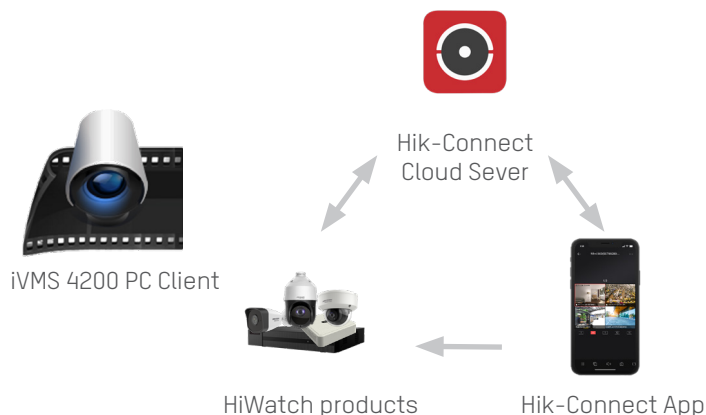 Hik-Connect
Cloud Sever
iVMS 4200 PC Client
HiWatch products
Hik-Connect App